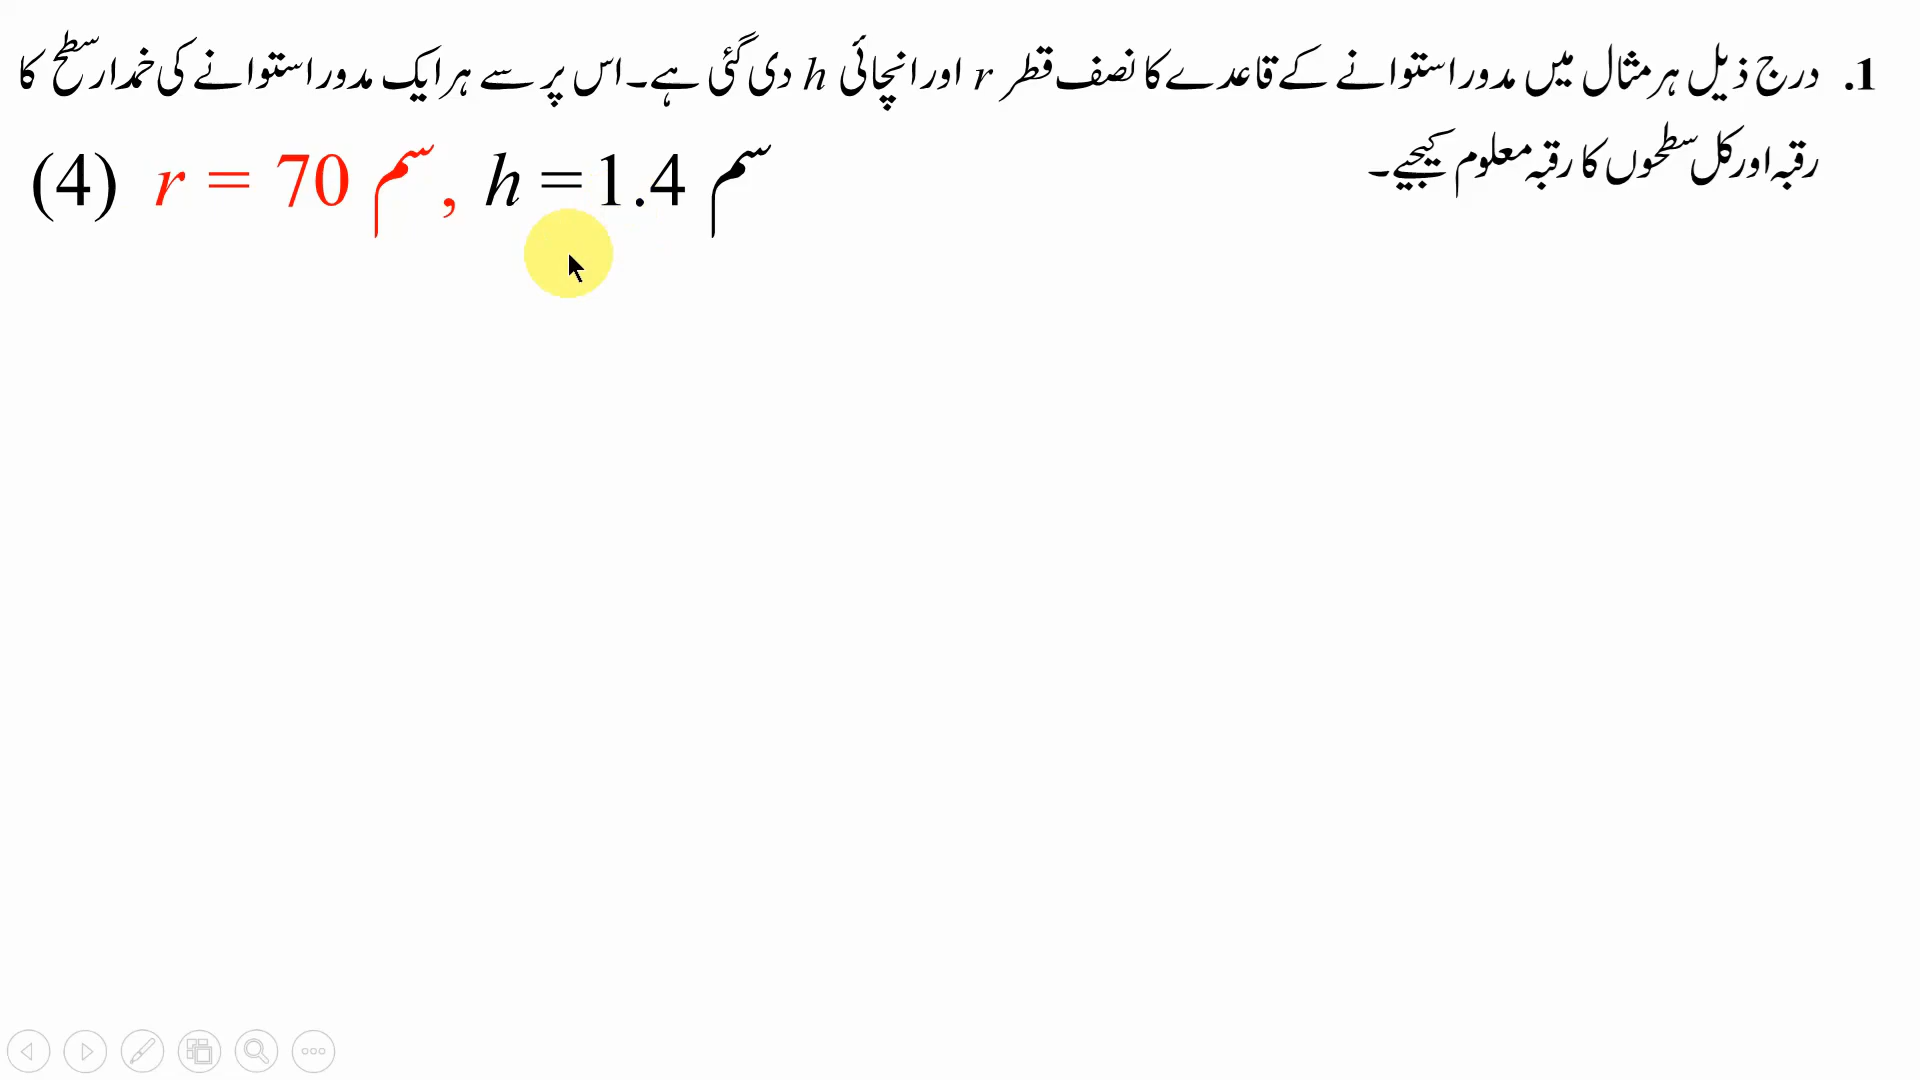 1. درج ذیل ہر مثال میں مدور استوانے کے قاعدے کا نصف قطر r اور انچائی h دی گئی ہے۔ اس پر سے ہر ایک مدور استوانے کی خمدار سطح کا
رقبہ اور کل سطحوں کا رقبہ معلوم کیجیے۔
(4) r = 70 سم, h = 1.4 سم